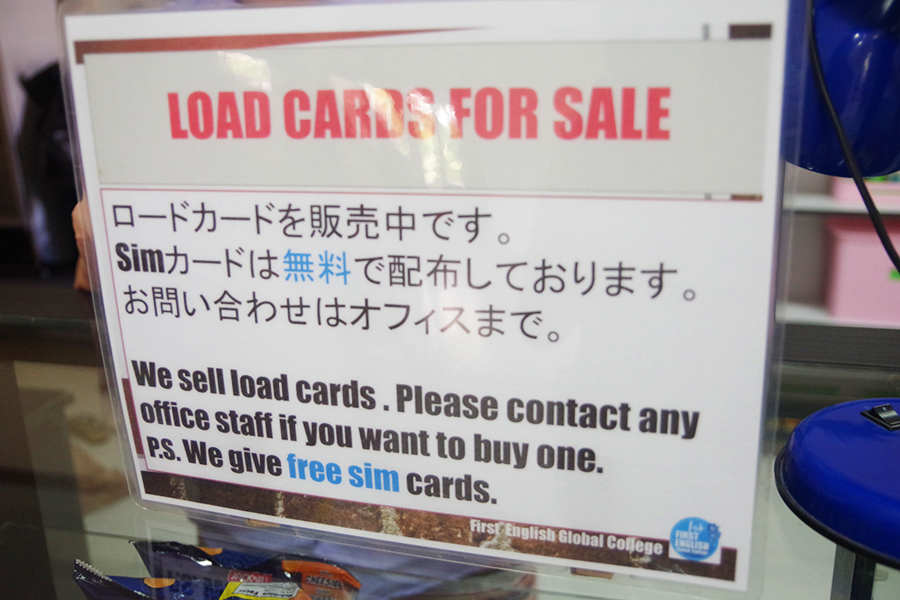 LOAD CARDS FOR SALE
ロードカードを販売中です。
Simカードは無料で配布しております。
お問い合わせはオフィスまで。
We sell load cards . Please contact any
office staff if you want to buy one.
P.S. We give free sim cards.
First English Global College
1st
FIRST
ENGLISH